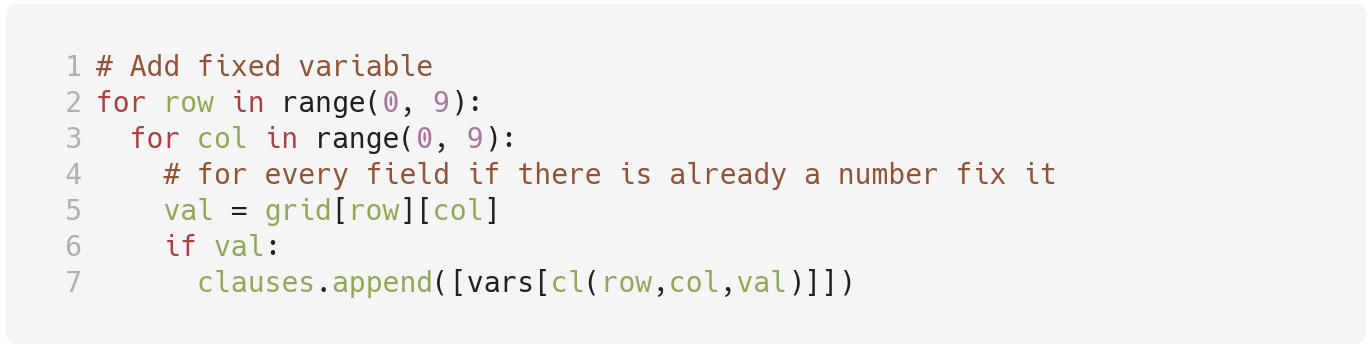 1 # Add fixed variable
2 for row in range(0, 9):
3   for col in range(0, 9):
4     # for every field if there is already a number fix it
5     val = grid[row][col]
6     if val:
7       clauses.append([vars[cl(row,col,val)]])